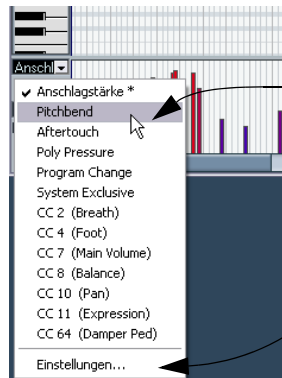 Anschl
Anschlagstärke *
Pitchbend
Aftertouch
Poly Pressure
Program Change
System Exclusive
CC 2 (Breath)
CC 4 (Foot)
CC 7 (Main Volume)
CC 8 (Balance)
CC 10 (Pan)
CC 11 (Expression)
CC 64 (Damper Ped)
Einstellungen...